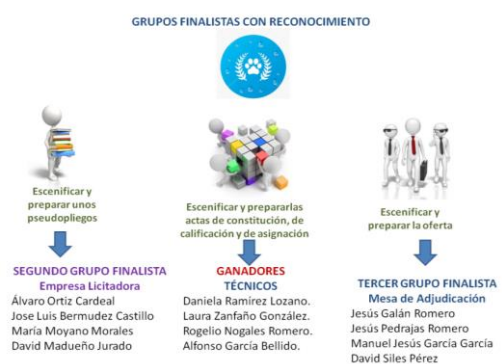 GRUPOS FINALISTAS CON RECONOCIMIENTO
Escenificar y
preparar unos
pseudopliegos
SEGUNDO GRUPO FINALISTA
Empresa Licitadora
Álvaro Ortiz Cardeal
Jose Luis Bermudez Castillo
María Moyano Morales
David Madueño Jurado
Escenificar y prepararlas
actas de constitución, de
calificación y de asignación
GANADORES
TÉCNICOS
Daniela Ramirez Lozano.
Laura Zanfaño González.
Rogelio Nogales Romero.
Alfonso García Bellido.
Escenificar y
preparar la oferta
TERCER GRUPO FINALISTA
Mesa de Adjudicación
Jesús Galán Romero
Jesús Pedrajas Romero
Manuel Jesús García García
David Siles Pérez